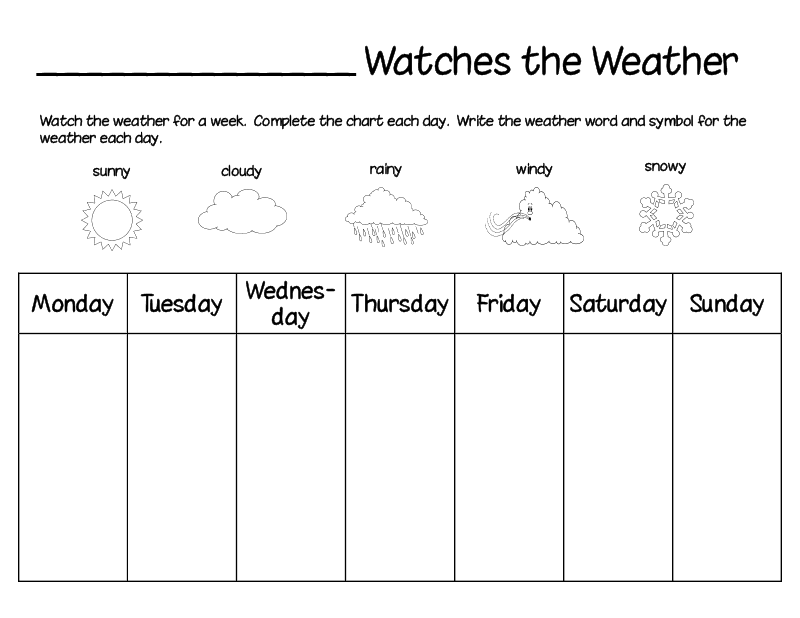 ________________ Watches the Weather
Watch the weather for a week. Complete the chart each day. Write the weather word and symbol for the
weather each day.
sunny cloudy rainy windy snowy
Monday Tuesday Wednes-
day Thursday Friday Saturday Sunday